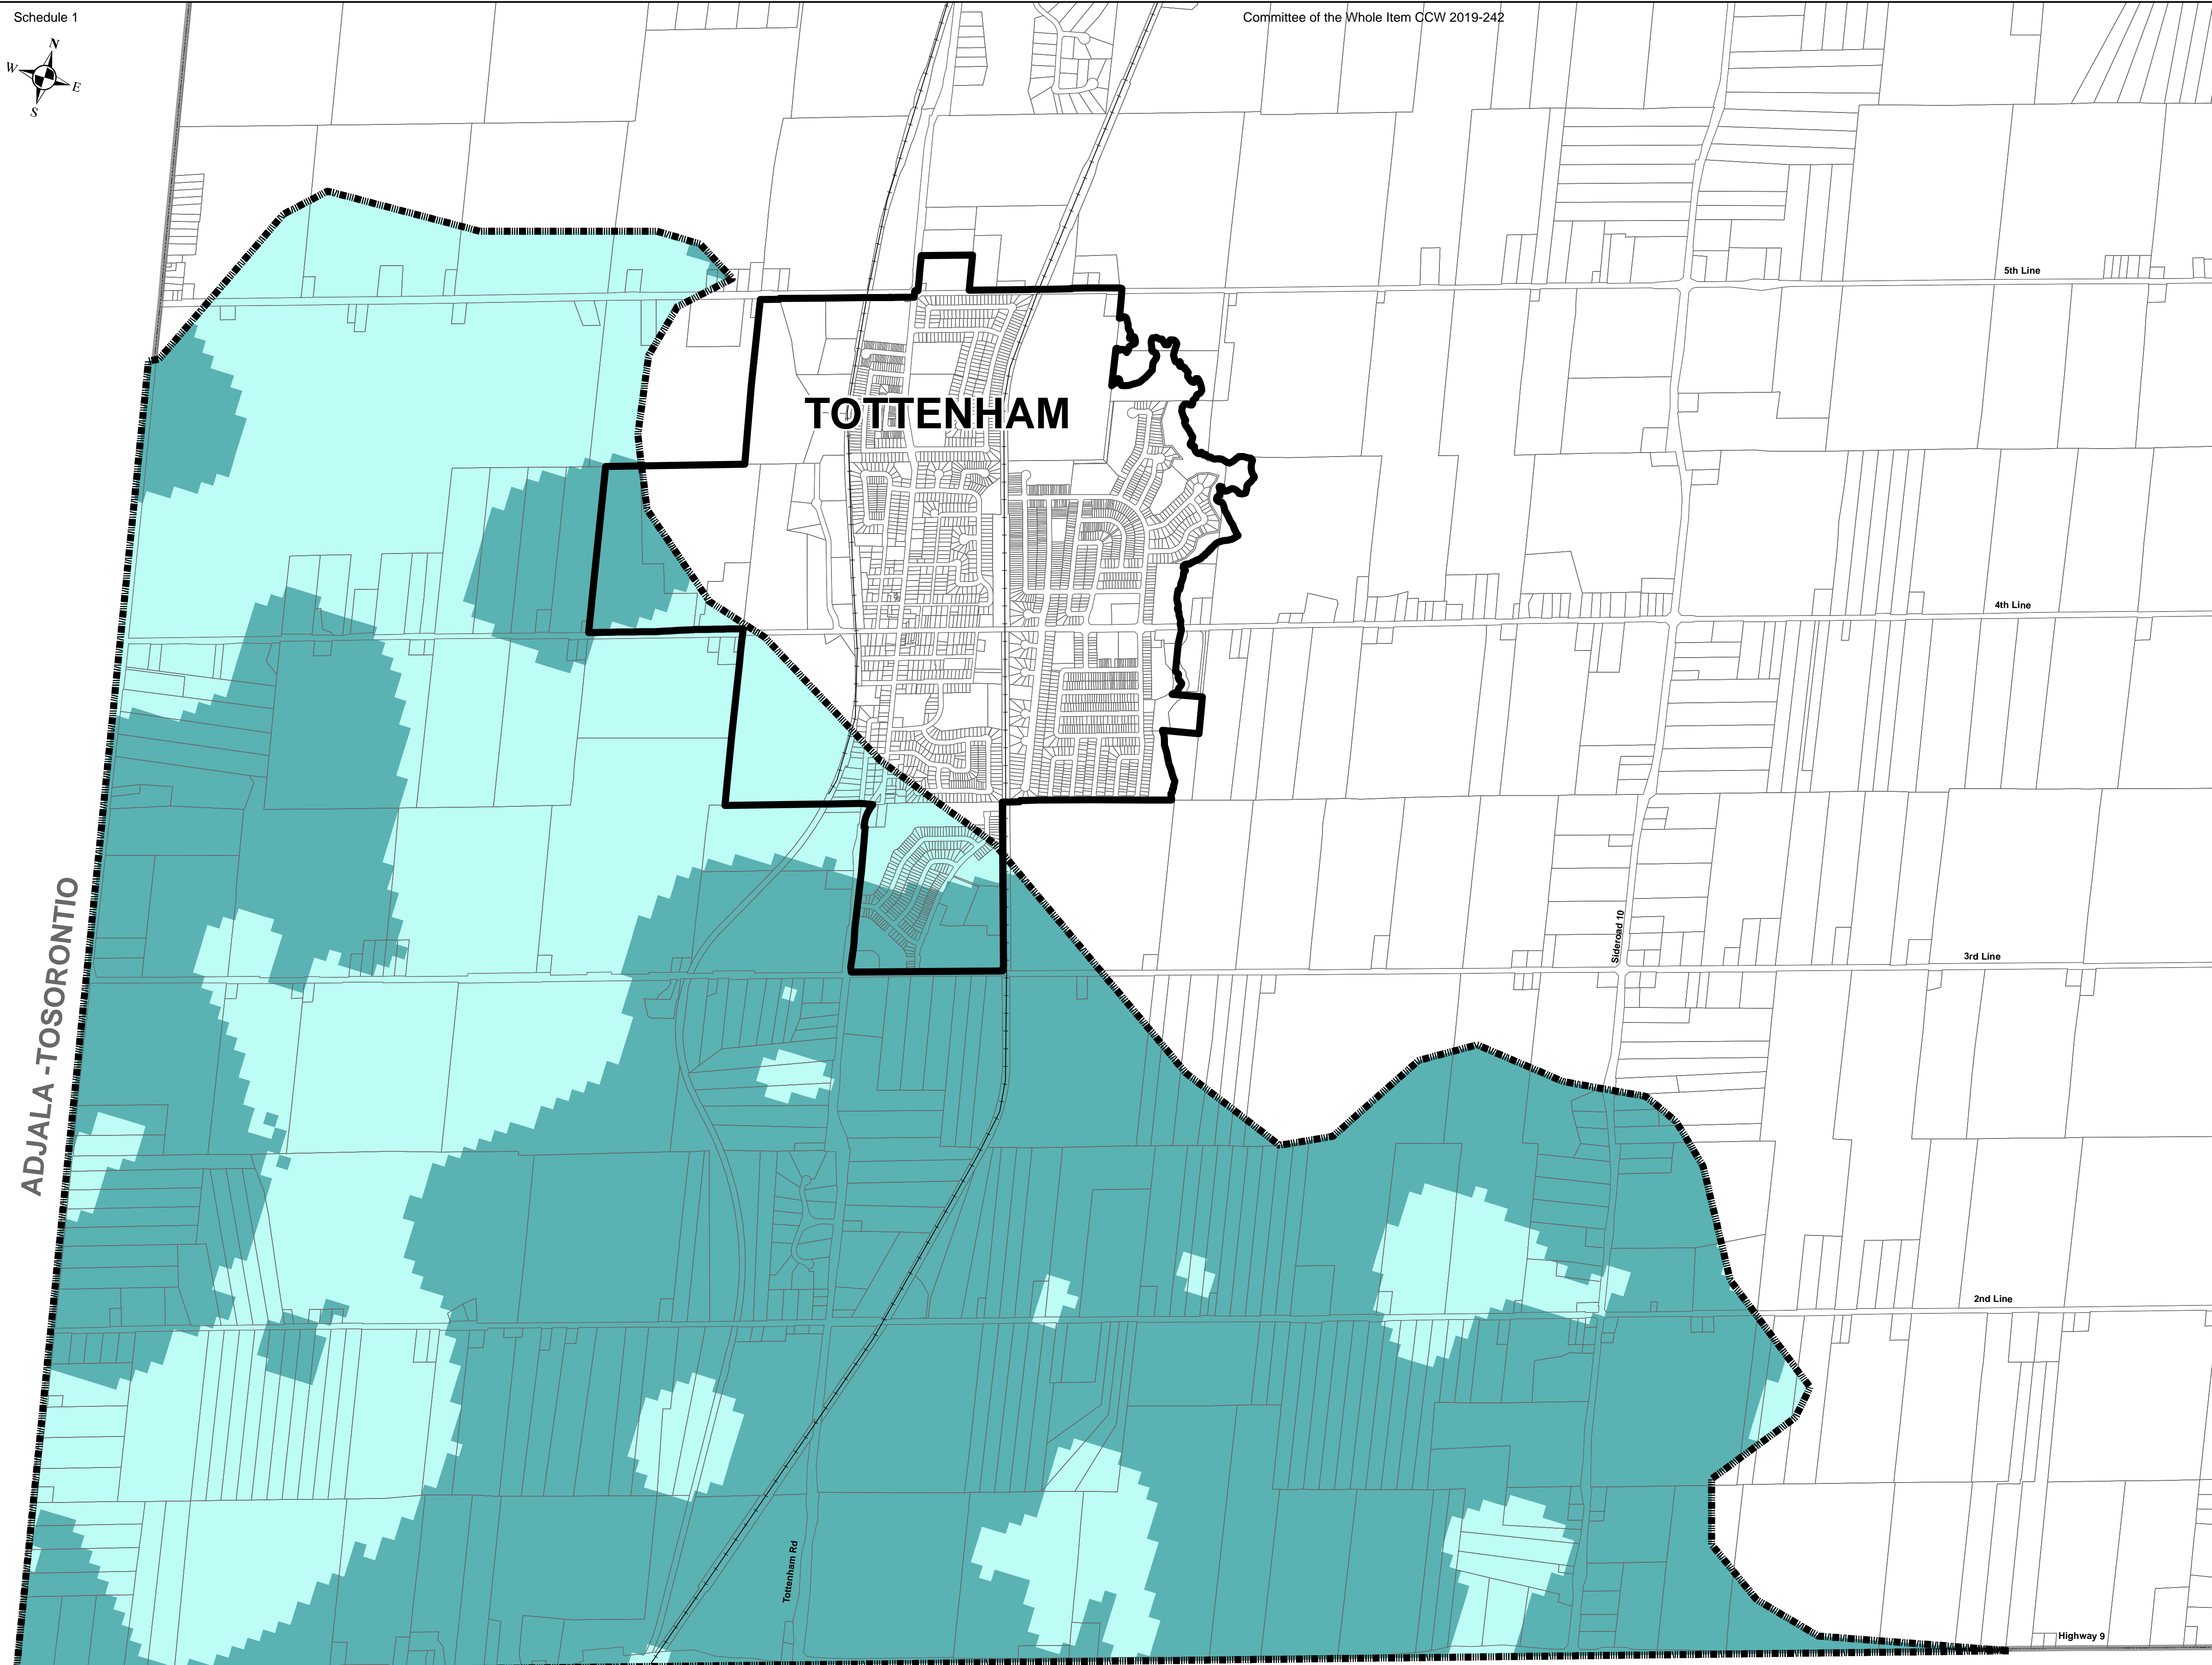 Schedule 1
Committee of the Whole Item CCW 2019-242
N
W
E
S
5th Line
TOTTENHAM
4th Line
ADJALA -TOSORONTIO
Sideroad 10
3rd Line
2nd Line
Tottenham Rd
Highway 9